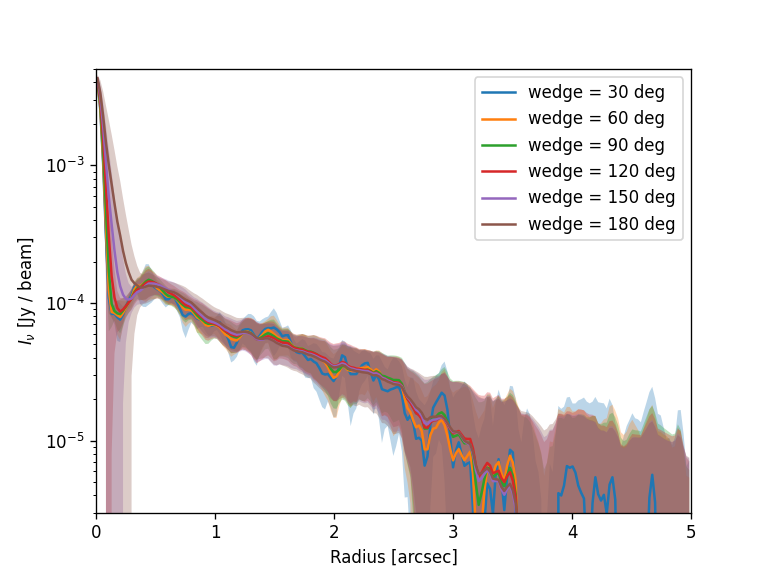 wedge = 30 deg
wedge = 60 deg
wedge = 90 deg
wedge = 120 deg
wedge = 150 deg
wedge = 180 deg
10⁻³
10⁻⁴
10⁻⁵
Iᵥ [Jy / beam]
0 1 2 3 4 5
Radius [arcsec]